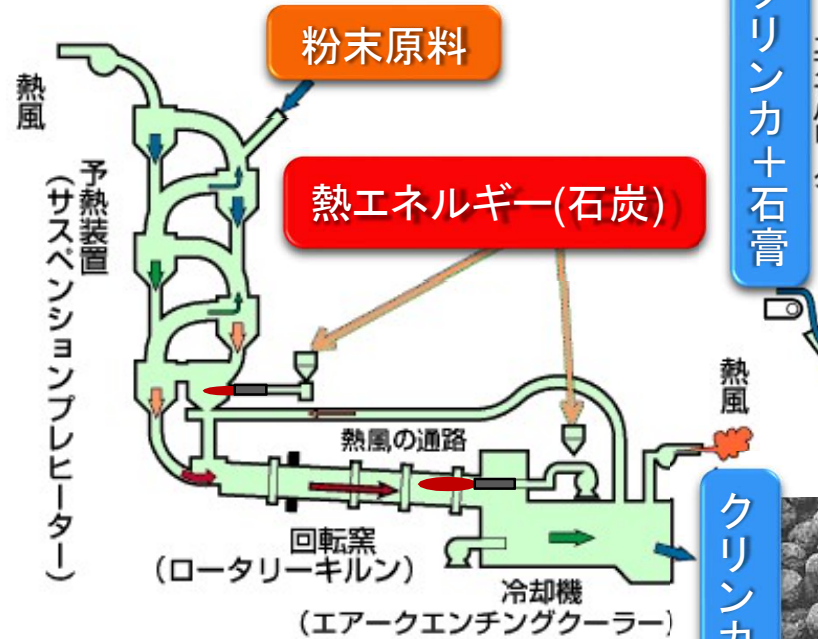 粉末原料
熱風
予熱装置
（サスペンションプレヒーター）
熱エネルギー(石炭)
リンカ＋石膏
熱風の通路
熱風
回転窯
（ロータリーキルン）
冷却機
（エアークエンチングクーラー）
クリンカ